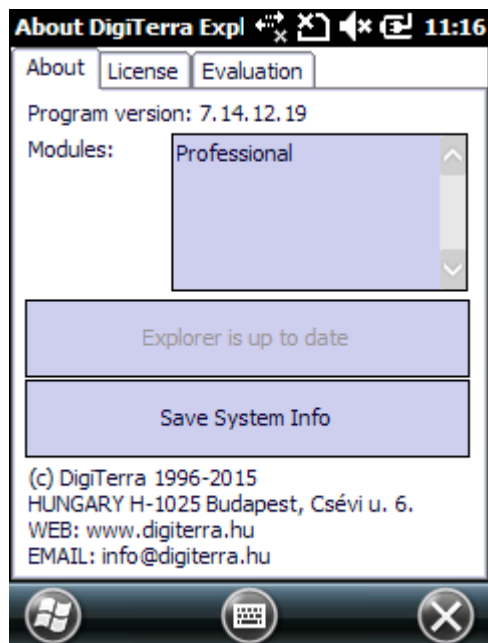 About DigiTerra Expl 11:16
About License Evaluation
Program version: 7.14.12.19
Modules: Professional
Explorer is up to date
Save System Info
(c) DigiTerra 1996-2015
HUNGARY H-1025 Budapest, Csévi u. 6.
WEB: www.digiterra.hu
EMAIL: info@digiterra.hu